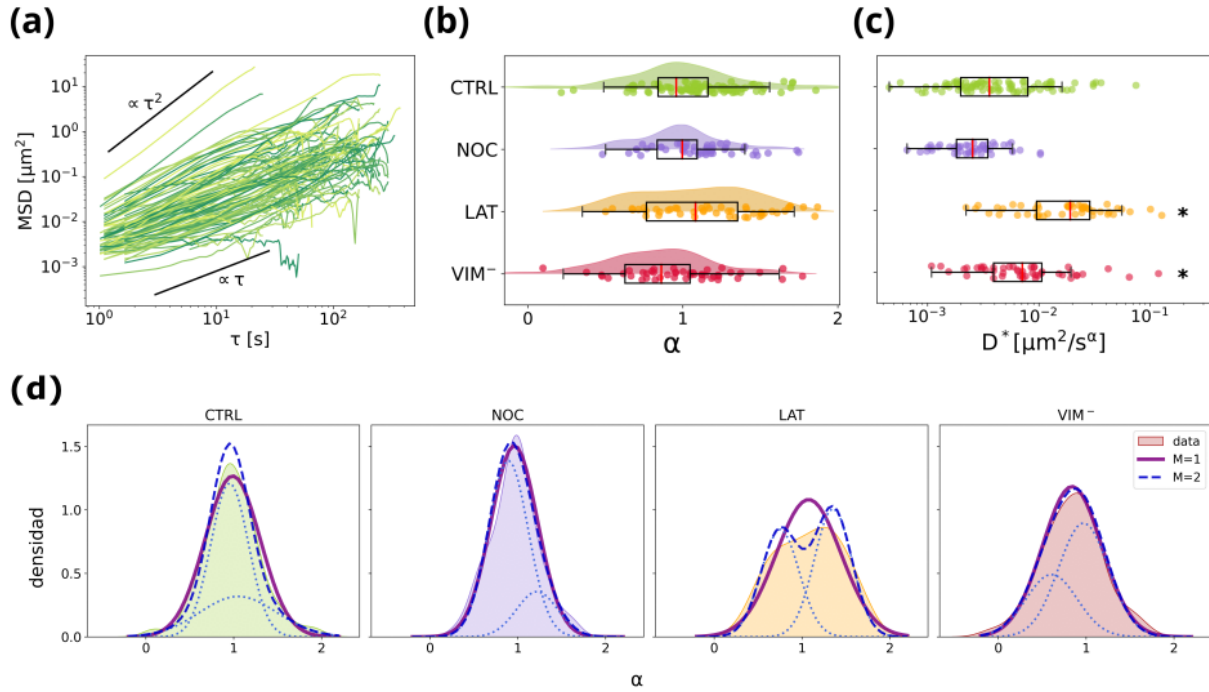 (a)
MSD [µm²]
10¹
10⁰
10⁻¹
10⁻²
10⁻³
∝ τ²
∝ τ
10⁰ 10¹ 10²
τ [s]
(b)
CTRL
NOC
LAT
VIM⁻
0 1 2
α
(c)
*
*
10⁻³ 10⁻² 10⁻¹
D* [µm²/s^α]
(d)
densidad
1.5
1.0
0.5
0.0
CTRL
0 1 2
NOC
0 1 2
LAT
0 1 2
VIM⁻
data
M=1
M=2
0 1 2
α